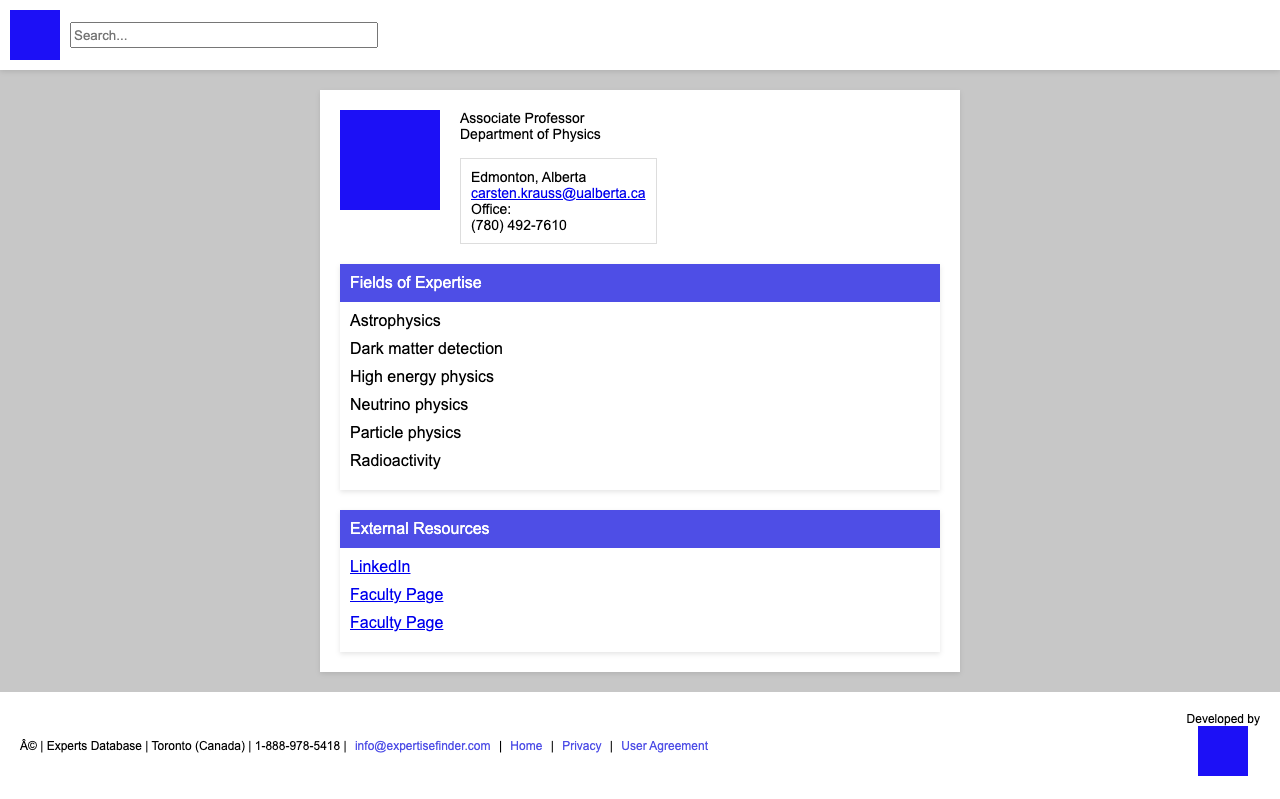 Search...
Associate Professor
Department of Physics
Edmonton, Alberta
carsten.krauss@ualberta.ca
Office:
(780) 492-7610
Fields of Expertise
Astrophysics
Dark matter detection
High energy physics
Neutrino physics
Particle physics
Radioactivity
External Resources
LinkedIn
Faculty Page
Faculty Page
Developed by
Â© | Experts Database | Toronto (Canada) | 1-888-978-5418 | info@expertisefinder.com | Home | Privacy | User Agreement